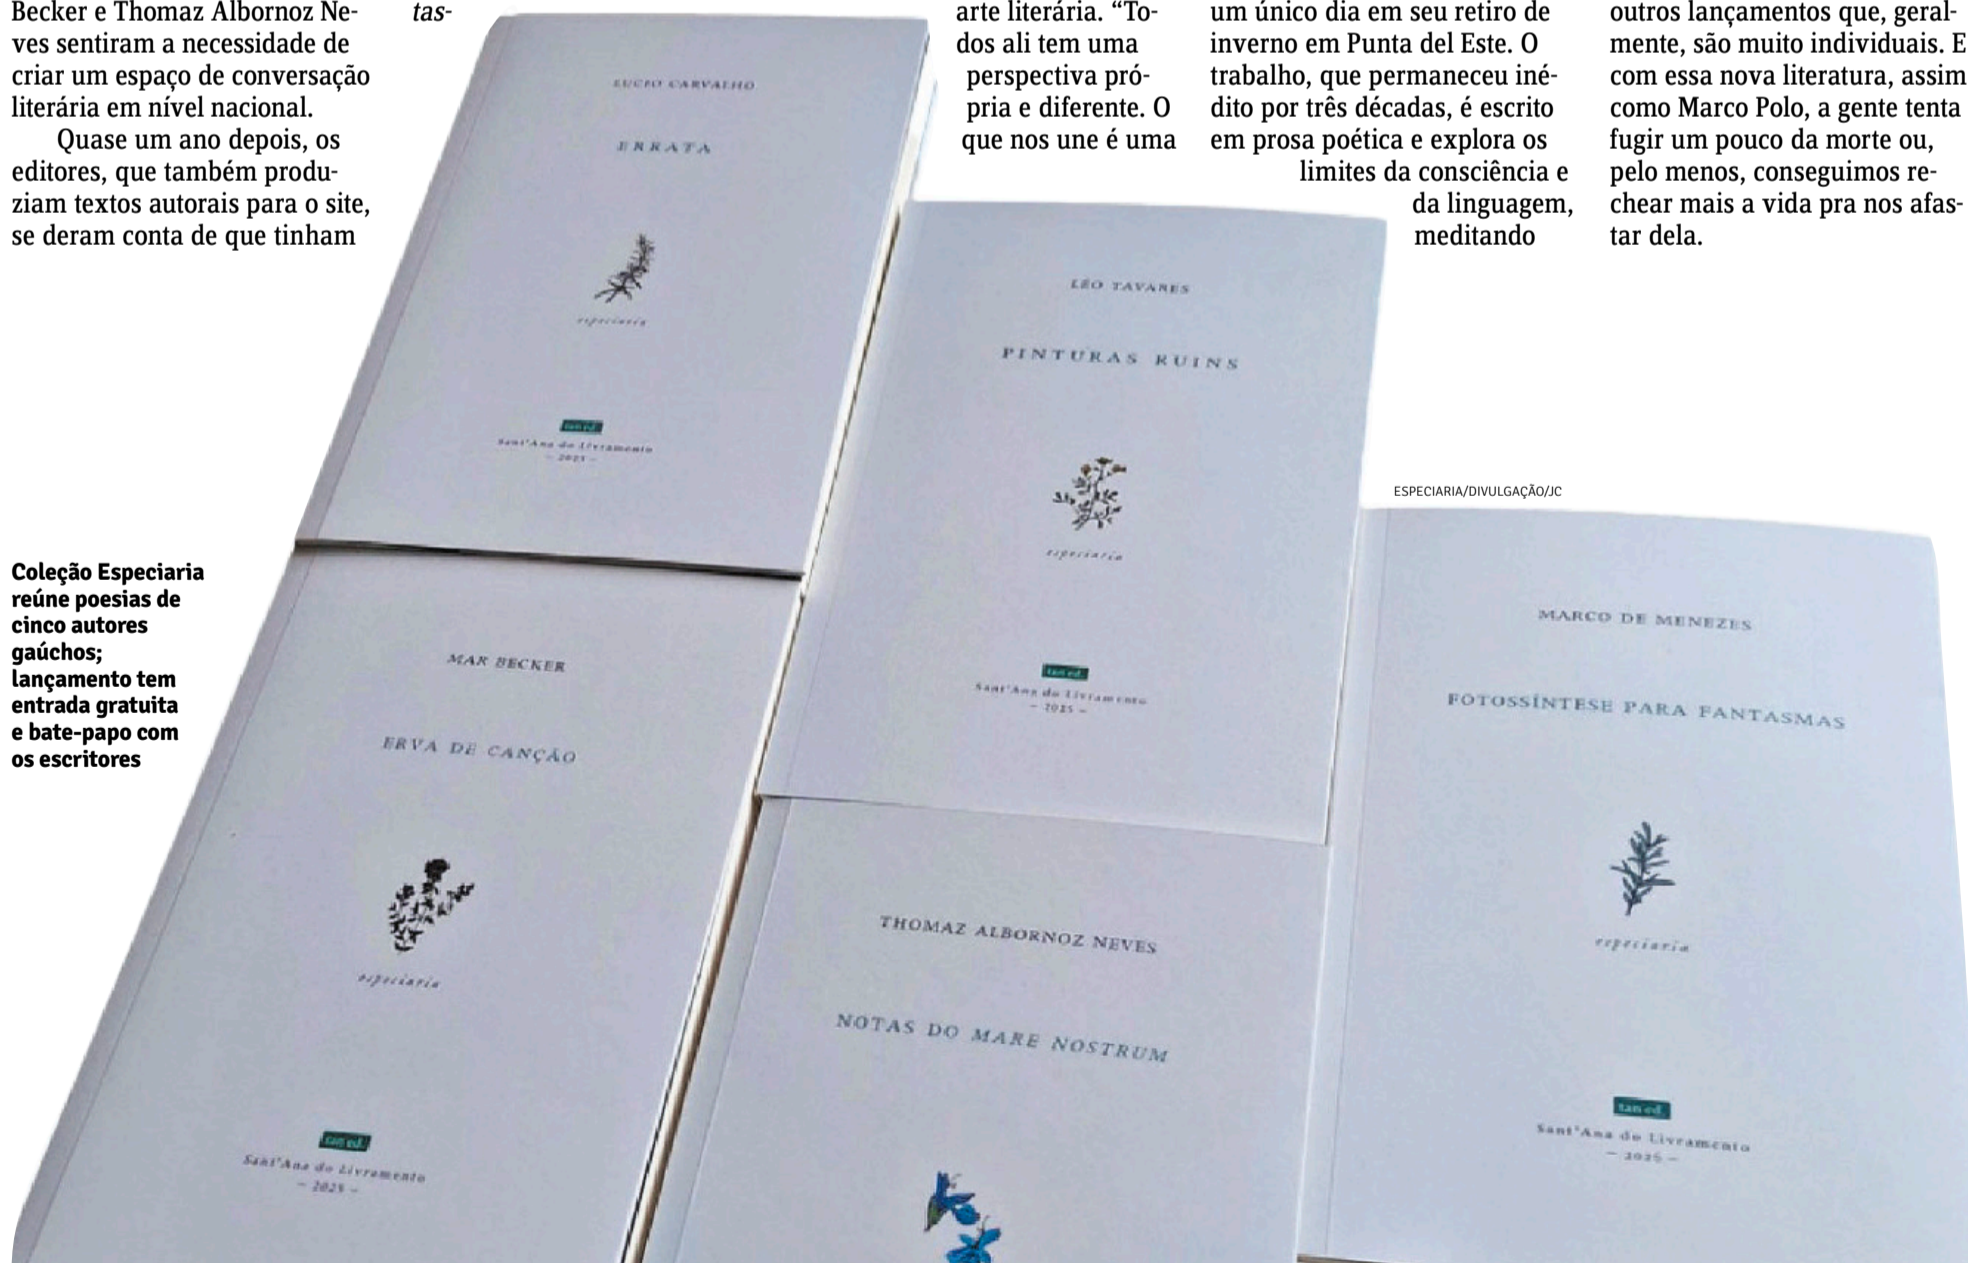 Becker e Thomaz Albornoz Ne-
ves sentiram a necessidade de
criar um espaço de conversação
literária em nível nacional.
Quase um ano depois, os
editores, que também produ-
ziam textos autorais para o site,
se deram conta de que tinham
tas-
arte literária. “To-
dos ali tem uma
perspectiva pró-
pria e diferente. O
que nos une é uma
um único dia em seu retiro de
inverno em Punta del Este. O
trabalho, que permaneceu iné-
dito por três décadas, é escrito
em prosa poética e explora os
limites da consciência e
da linguagem,
meditando
outros lançamentos que, geral-
mente, são muito individuais. E
com essa nova literatura, assim
como Marco Polo, a gente tenta
fugir um pouco da morte ou,
pelo menos, conseguimos re-
chear mais a vida pra nos afas-
tar dela.
Coleção Especiaria
reúne poesias de
cinco autores
gaúchos;
lançamento tem
entrada gratuita
e bate-papo com
os escritores
ESPECIARIA/DIVULGAÇÃO/JC
LUCIO CARVALHO
ERRATA
especiaria
tan ed.
Sant'Ana do Livramento
– 2025 –
LÉO TAVARES
PINTURAS RUINS
especiaria
tan ed.
Sant'Ana do Livramento
– 2025 –
MAR BECKER
ERVA DE CANÇÃO
especiaria
tan ed.
Sant'Ana do Livramento
– 2025 –
THOMAZ ALBORNOZ NEVES
NOTAS DO MARE NOSTRUM
MARCO DE MENEZES
FOTOSSÍNTESE PARA FANTASMAS
especiaria
tan ed.
Sant'Ana do Livramento